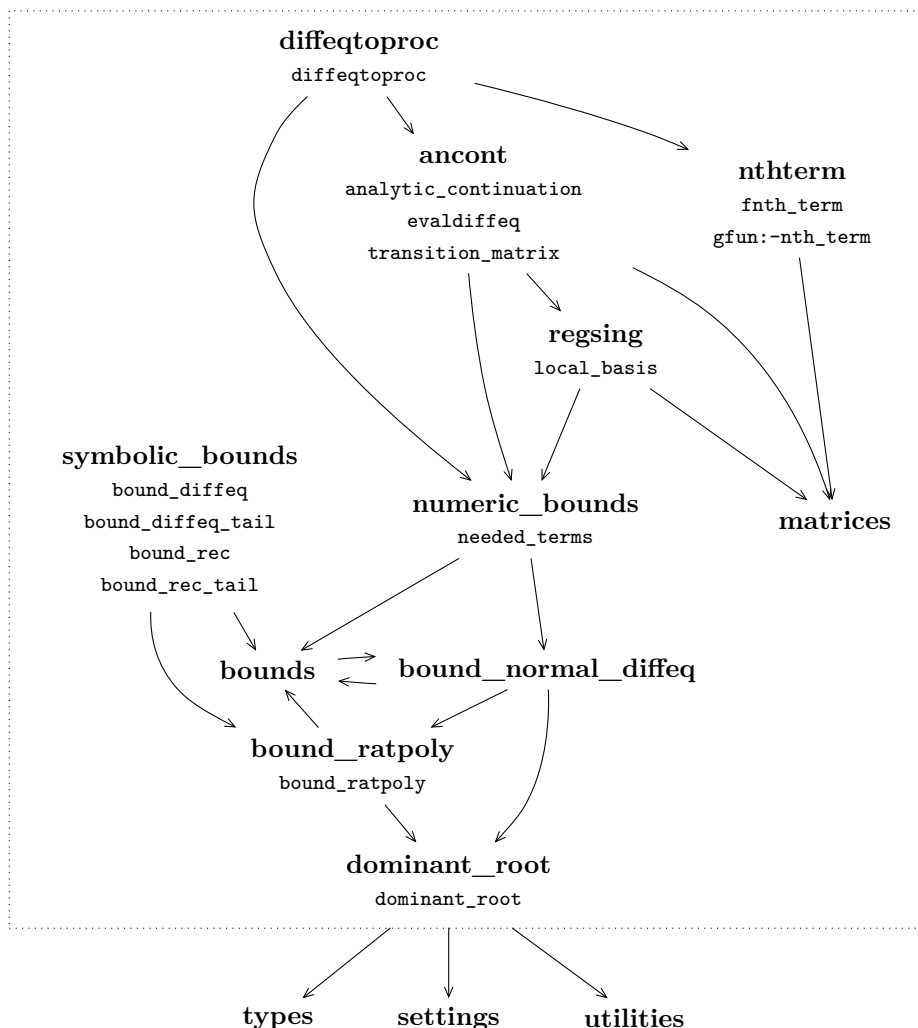 diffeqtoproc
diffeqtoproc
ancont
analytic_continuation
evaldiffeq
transition_matrix
nthterm
fnth_term
gfun:-nth_term
regsing
local_basis
symbolic_bounds
bound_diffeq
bound_diffeq_tail
bound_rec
bound_rec_tail
numeric_bounds
needed_terms
matrices
bounds
bound_normal_diffeq
bound_ratpoly
bound_ratpoly
dominant_root
dominant_root
types
settings
utilities